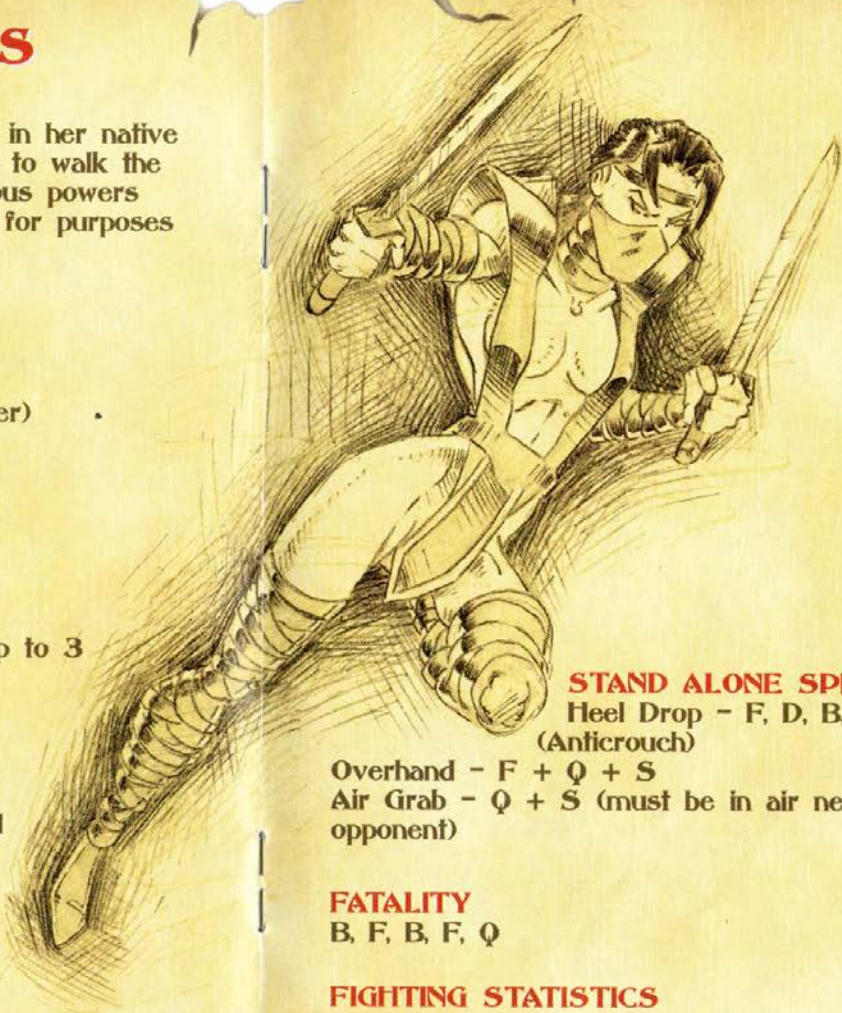 s
in her native
to walk the
ous powers
for purposes
er)
p to 3
STAND ALONE SP
Heel Drop - F, D, B,
(Anticrouch)
Overhand - F + Q + S
Air Grab - Q + S (must be in air ne
opponent)
FATALITY
B, F, B, F, Q
FIGHTING STATISTICS